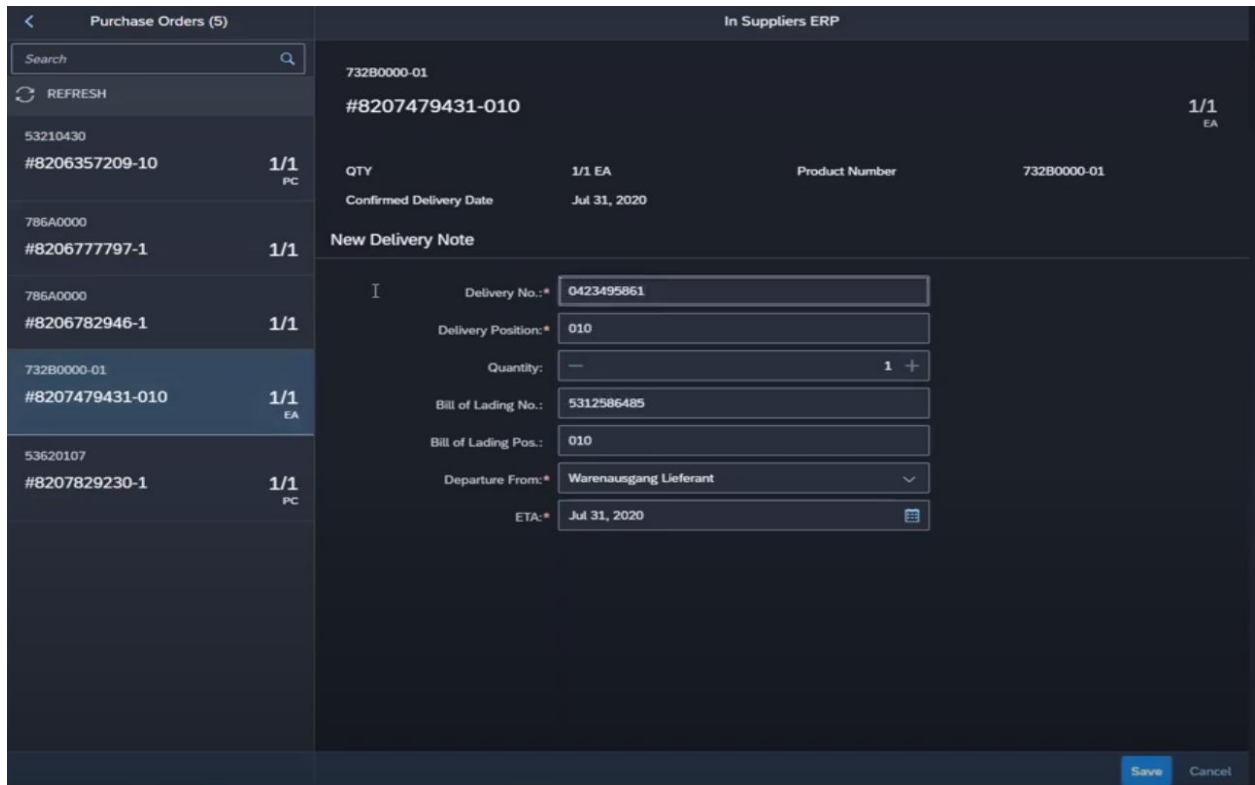 Purchase Orders (5)
In Suppliers ERP
Search
REFRESH
53210430
#8206357209-10 1/1
PC
786A0000
#8206777797-1 1/1
786A0000
#8206782946-1 1/1
732B0000-01
#8207479431-010 1/1
EA
53620107
#8207829230-1 1/1
PC
732B0000-01
#8207479431-010 1/1
EA
QTY 1/1 EA Product Number 732B0000-01
Confirmed Delivery Date Jul 31, 2020
New Delivery Note
Delivery No.:* 0423495861
Delivery Position:* 010
Quantity: 1
Bill of Lading No.: 5312586485
Bill of Lading Pos.: 010
Departure From:* Warenausgang Lieferant
ETA:* Jul 31, 2020
Save Cancel